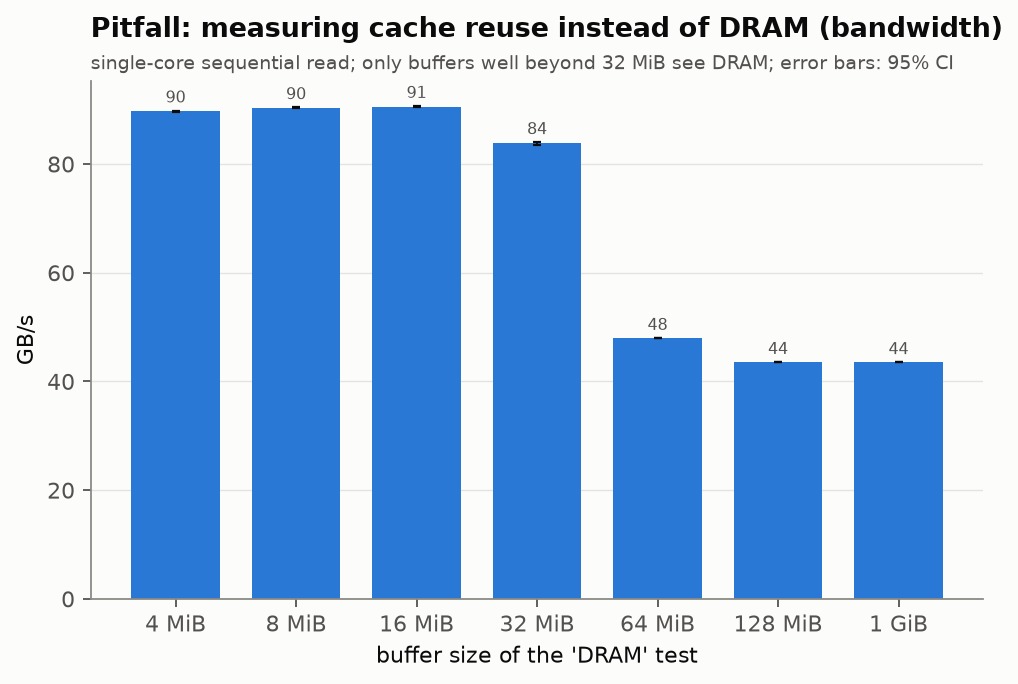 Pitfall: measuring cache reuse instead of DRAM (bandwidth)
single-core sequential read; only buffers well beyond 32 MiB see DRAM; error bars: 95% CI
90
90
91
84
48
44
44
80
60
40
20
0
GB/s
4 MiB
8 MiB
16 MiB
32 MiB
64 MiB
128 MiB
1 GiB
buffer size of the 'DRAM' test